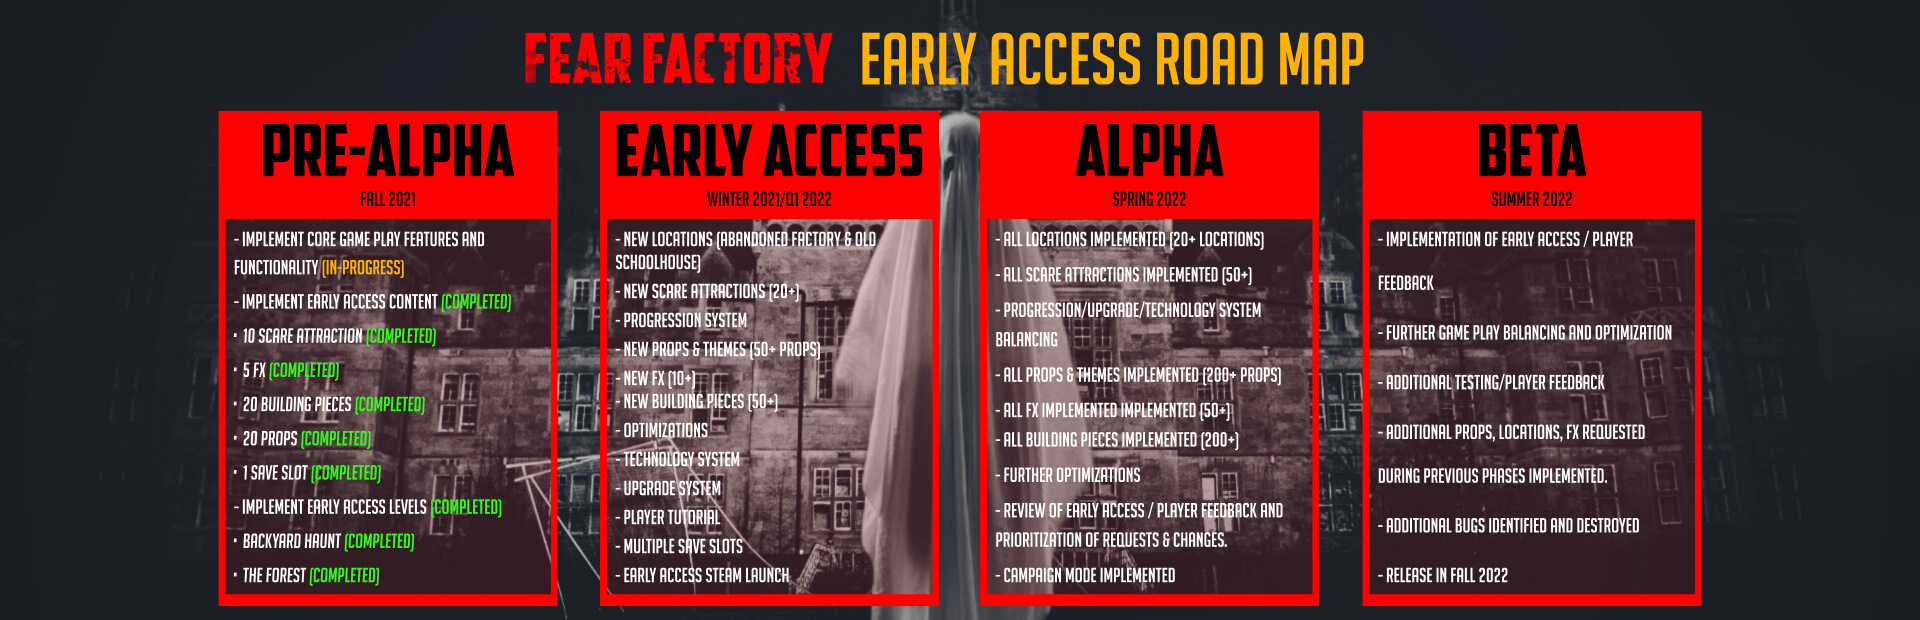 FEAR FACTORY EARLY ACCESS ROAD MAP
PRE-ALPHA
FALL 2021
- IMPLEMENT CORE GAME PLAY FEATURES AND
FUNCTIONALITY (IN-PROGRESS)
- IMPLEMENT EARLY ACCESS CONTENT (COMPLETED)
• 10 SCARE ATTRACTION (COMPLETED)
• 5 FX (COMPLETED)
• 20 BUILDING PIECES (COMPLETED)
• 20 PROPS (COMPLETED)
• 1 SAVE SLOT (COMPLETED)
- IMPLEMENT EARLY ACCESS LEVELS (COMPLETED)
• BACKYARD HAUNT (COMPLETED)
• THE FOREST (COMPLETED)
EARLY ACCESS
WINTER 2021/Q1 2022
- NEW LOCATIONS (ABANDONED FACTORY & OLD
SCHOOLHOUSE)
- NEW SCARE ATTRACTIONS (20+)
- PROGRESSION SYSTEM
- NEW PROPS & THEMES (50+ PROPS)
- NEW FX (10+)
- NEW BUILDING PIECES (50+)
- OPTIMIZATIONS
- TECHNOLOGY SYSTEM
- UPGRADE SYSTEM
- PLAYER TUTORIAL
- MULTIPLE SAVE SLOTS
- EARLY ACCESS STEAM LAUNCH
ALPHA
SPRING 2022
- ALL LOCATIONS IMPLEMENTED (20+ LOCATIONS)
- ALL SCARE ATTRACTIONS IMPLEMENTED (50+)
- PROGRESSION/UPGRADE/TECHNOLOGY SYSTEM
BALANCING
- ALL PROPS & THEMES IMPLEMENTED (200+ PROPS)
- ALL FX IMPLEMENTED IMPLEMENTED (50+)
- ALL BUILDING PIECES IMPLEMENTED (200+)
- FURTHER OPTIMIZATIONS
- REVIEW OF EARLY ACCESS / PLAYER FEEDBACK AND
PRIORITIZATION OF REQUESTS & CHANGES.
- CAMPAIGN MODE IMPLEMENTED
BETA
SUMMER 2022
- IMPLEMENTATION OF EARLY ACCESS / PLAYER
FEEDBACK
- FURTHER GAME PLAY BALANCING AND OPTIMIZATION
- ADDITIONAL TESTING/PLAYER FEEDBACK
- ADDITIONAL PROPS, LOCATIONS, FX REQUESTED
DURING PREVIOUS PHASES IMPLEMENTED.
- ADDITIONAL BUGS IDENTIFIED AND DESTROYED
- RELEASE IN FALL 2022